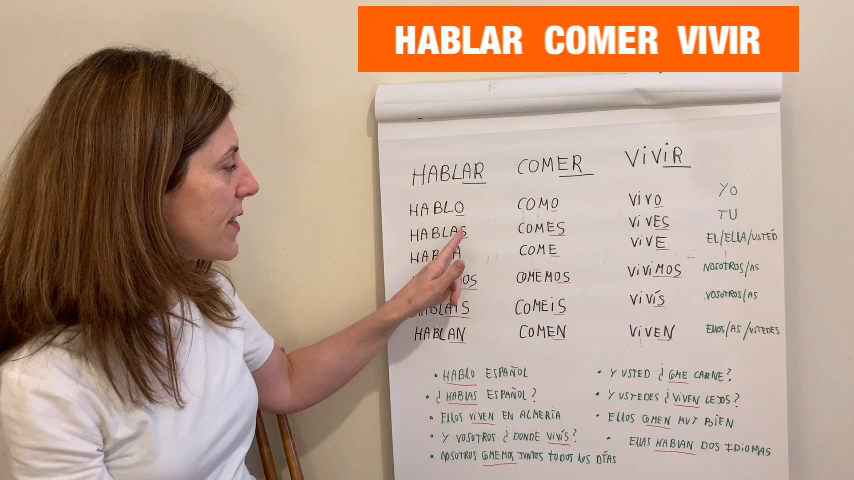 HABLAR COMER VIVIR
HABLAR COMER VIVIR
HABLO COMO VIVO YO
HABLAS COMES VIVES TU
COME VIVE EL/ELLA/USTED
OS COMEMOS VIVIMOS NOSOTROS/AS
COMEIS VIVÍS VOSOTROS/AS
HABLAN COMEN VIVEN ELLOS/AS/USTEDES
• HABLO ESPAÑOL
• ¿HABLAS ESPAÑOL?
• ELLOS VIVEN EN ALMERÍA
• Y VOSOTROS ¿DONDE VIVÍS?
• NOSOTROS COMEMOS JUNTOS TODOS LOS DÍAS
• Y USTED ¿COME CARNE?
• Y USTEDES ¿VIVEN LEJOS?
• ELLOS COMEN MUY BIEN
• ELLAS HABLAN DOS IDIOMAS